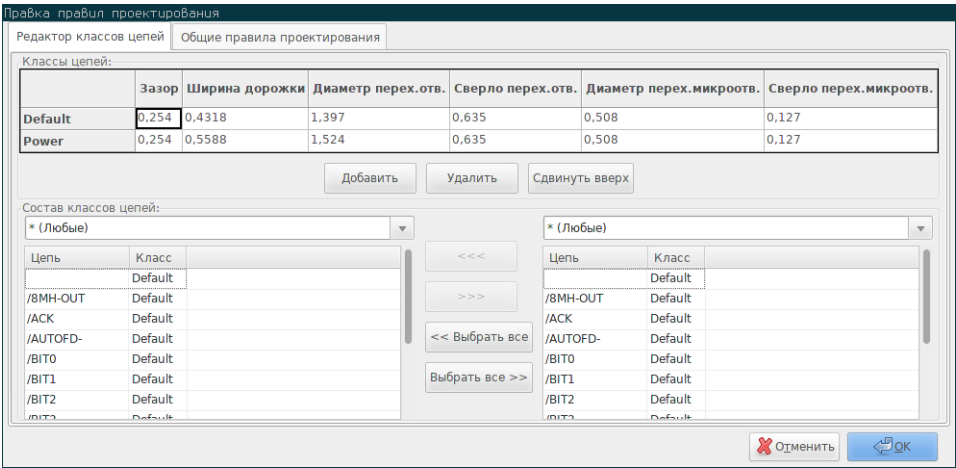 Правка правил проектирования
Редактор классов цепей Общие правила проектирования
Классы цепей:
Зазор Ширина дорожки Диаметр перех.отв. Сверло перех.отв. Диаметр перех.микроотв. Сверло перех.микроотв.
Default 0,254 0,4318 1,397 0,635 0,508 0,127
Power 0,254 0,5588 1,524 0,635 0,508 0,127
Добавить Удалить Сдвинуть вверх
Состав классов цепей:
* (Любые) * (Любые)
Цепь Класс <<< Цепь Класс
Default Default
/8MH-OUT Default >>> /8MH-OUT Default
/ACK Default /ACK Default
/AUTOFD- Default << Выбрать все /AUTOFD- Default
/BIT0 Default /BIT0 Default
/BIT1 Default Выбрать все >> /BIT1 Default
/BIT2 Default /BIT2 Default
Отменить OK